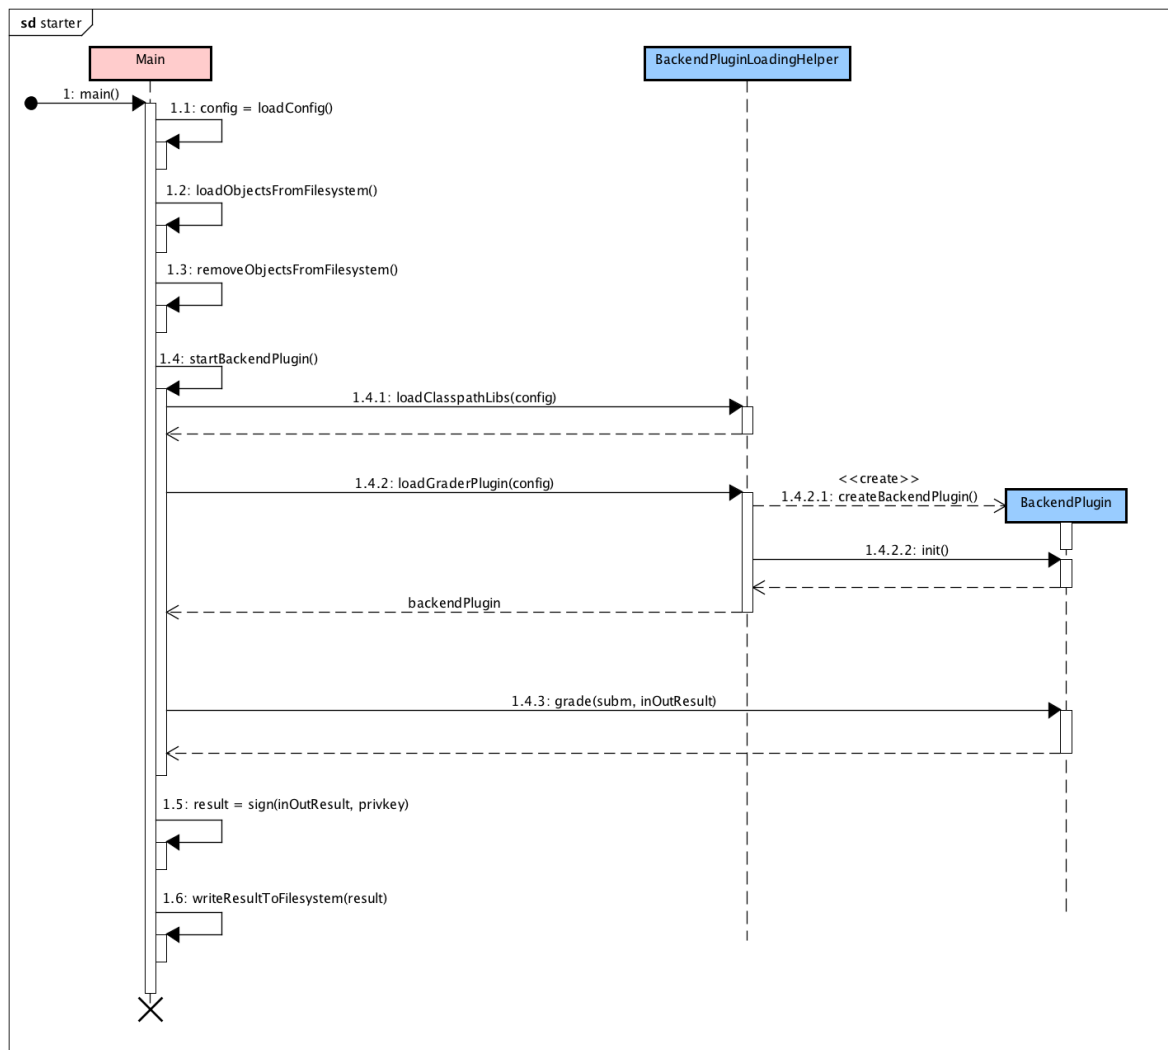 sd starter
Main
BackendPluginLoadingHelper
1: main()
1.1: config = loadConfig()
1.2: loadObjectsFromFilesystem()
1.3: removeObjectsFromFilesystem()
1.4: startBackendPlugin()
1.4.1: loadClasspathLibs(config)
1.4.2: loadGraderPlugin(config)
<<create>>
1.4.2.1: createBackendPlugin()
BackendPlugin
1.4.2.2: init()
backendPlugin
1.4.3: grade(subm, inOutResult)
1.5: result = sign(inOutResult, privkey)
1.6: writeResultToFilesystem(result)